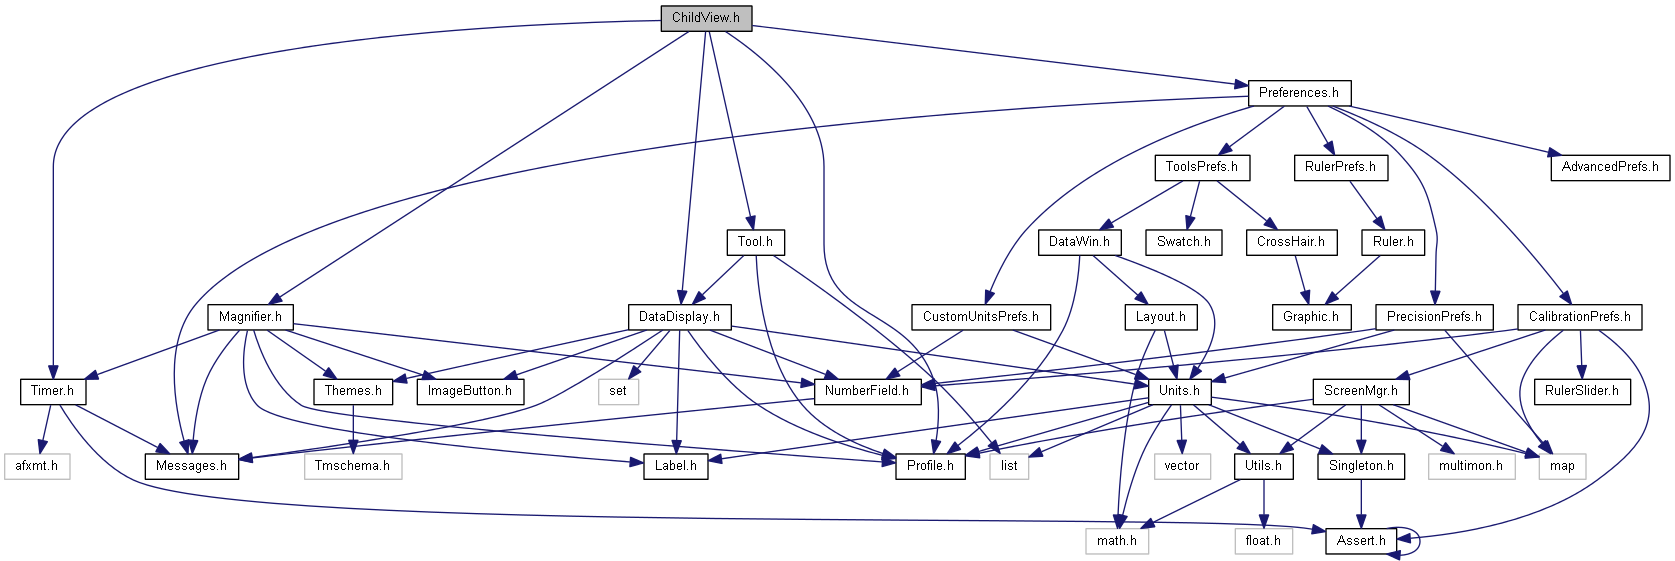 ChildView.h
Preferences.h
ToolsPrefs.h
RulerPrefs.h
AdvancedPrefs.h
Tool.h
DataWin.h
Swatch.h
CrossHair.h
Ruler.h
Magnifier.h
DataDisplay.h
CustomUnitsPrefs.h
Layout.h
Graphic.h
PrecisionPrefs.h
CalibrationPrefs.h
Timer.h
Themes.h
ImageButton.h
set
NumberField.h
Units.h
ScreenMgr.h
RulerSlider.h
afxmt.h
Messages.h
Tmschema.h
Label.h
Profile.h
list
vector
Utils.h
Singleton.h
multimon.h
map
math.h
float.h
Assert.h